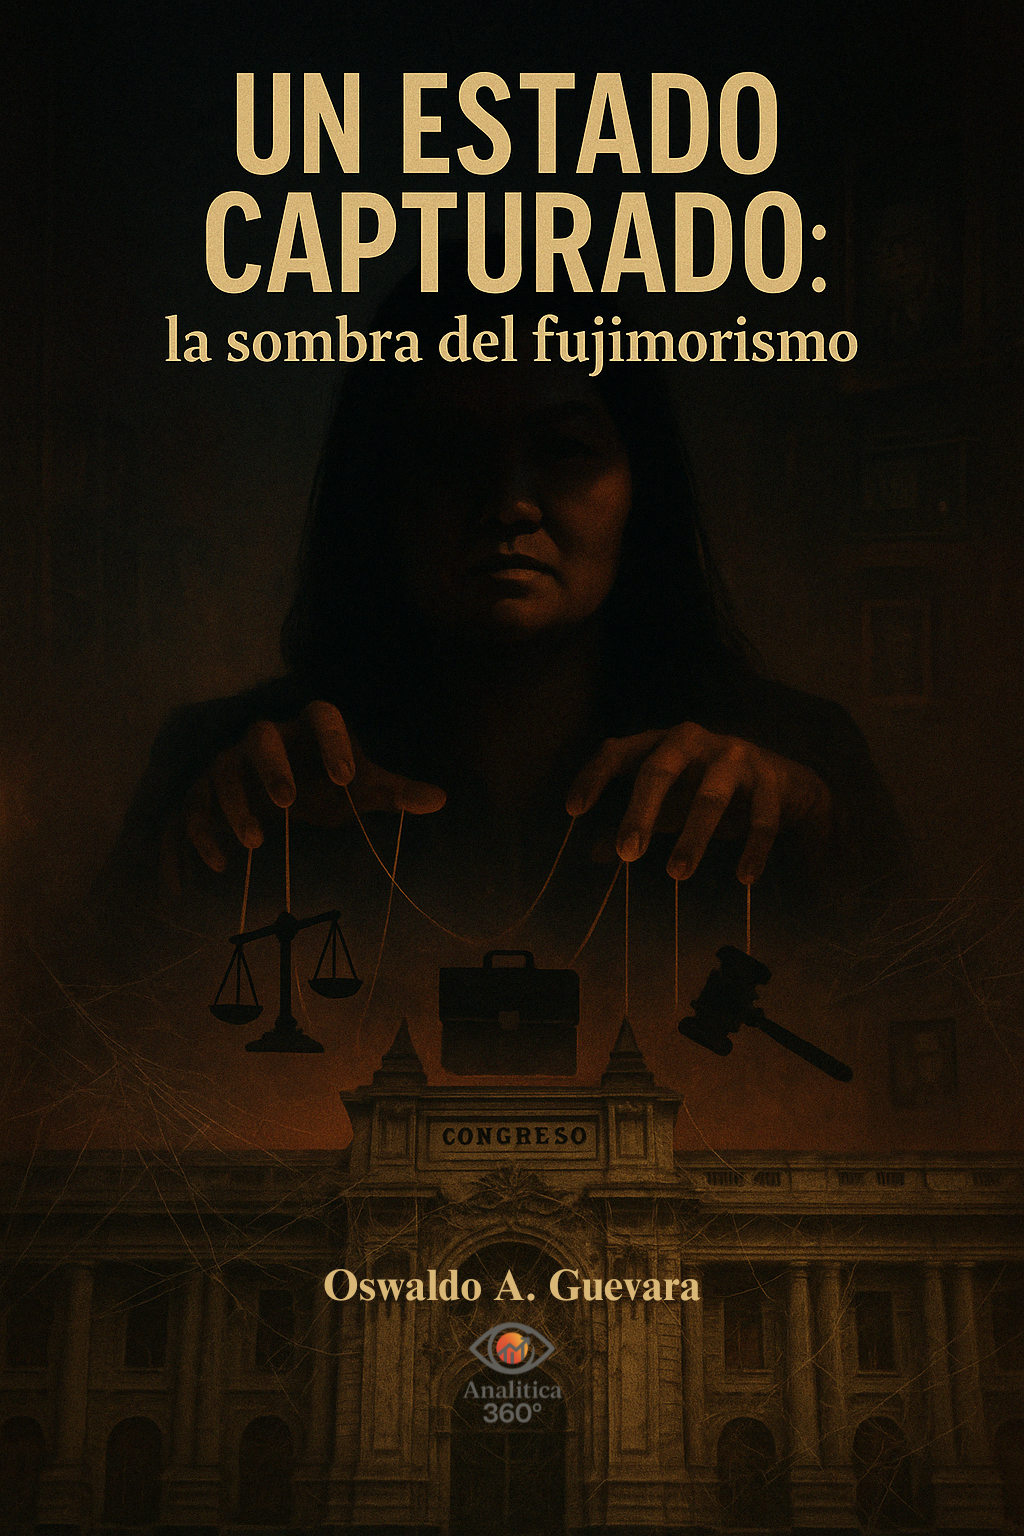 UN ESTADO
CAPTURADO:
la sombra del fujimorismo
CONGRESO
Oswaldo A. Guevara
Analitica
360°